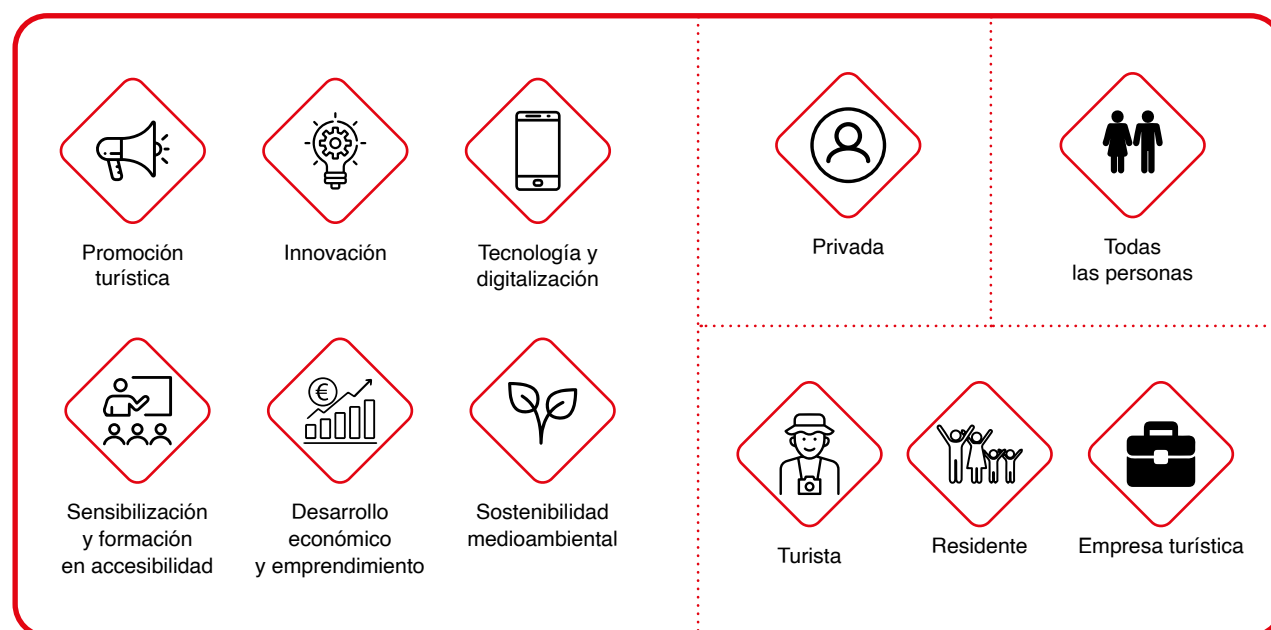 Promoción
turística
Innovación
Tecnología y
digitalización
Privada
Todas
las personas
€
Sensibilización
y formación
en accesibilidad
Desarrollo
económico
y emprendimiento
Sostenibilidad
medioambiental
Turista
Residente
Empresa turística